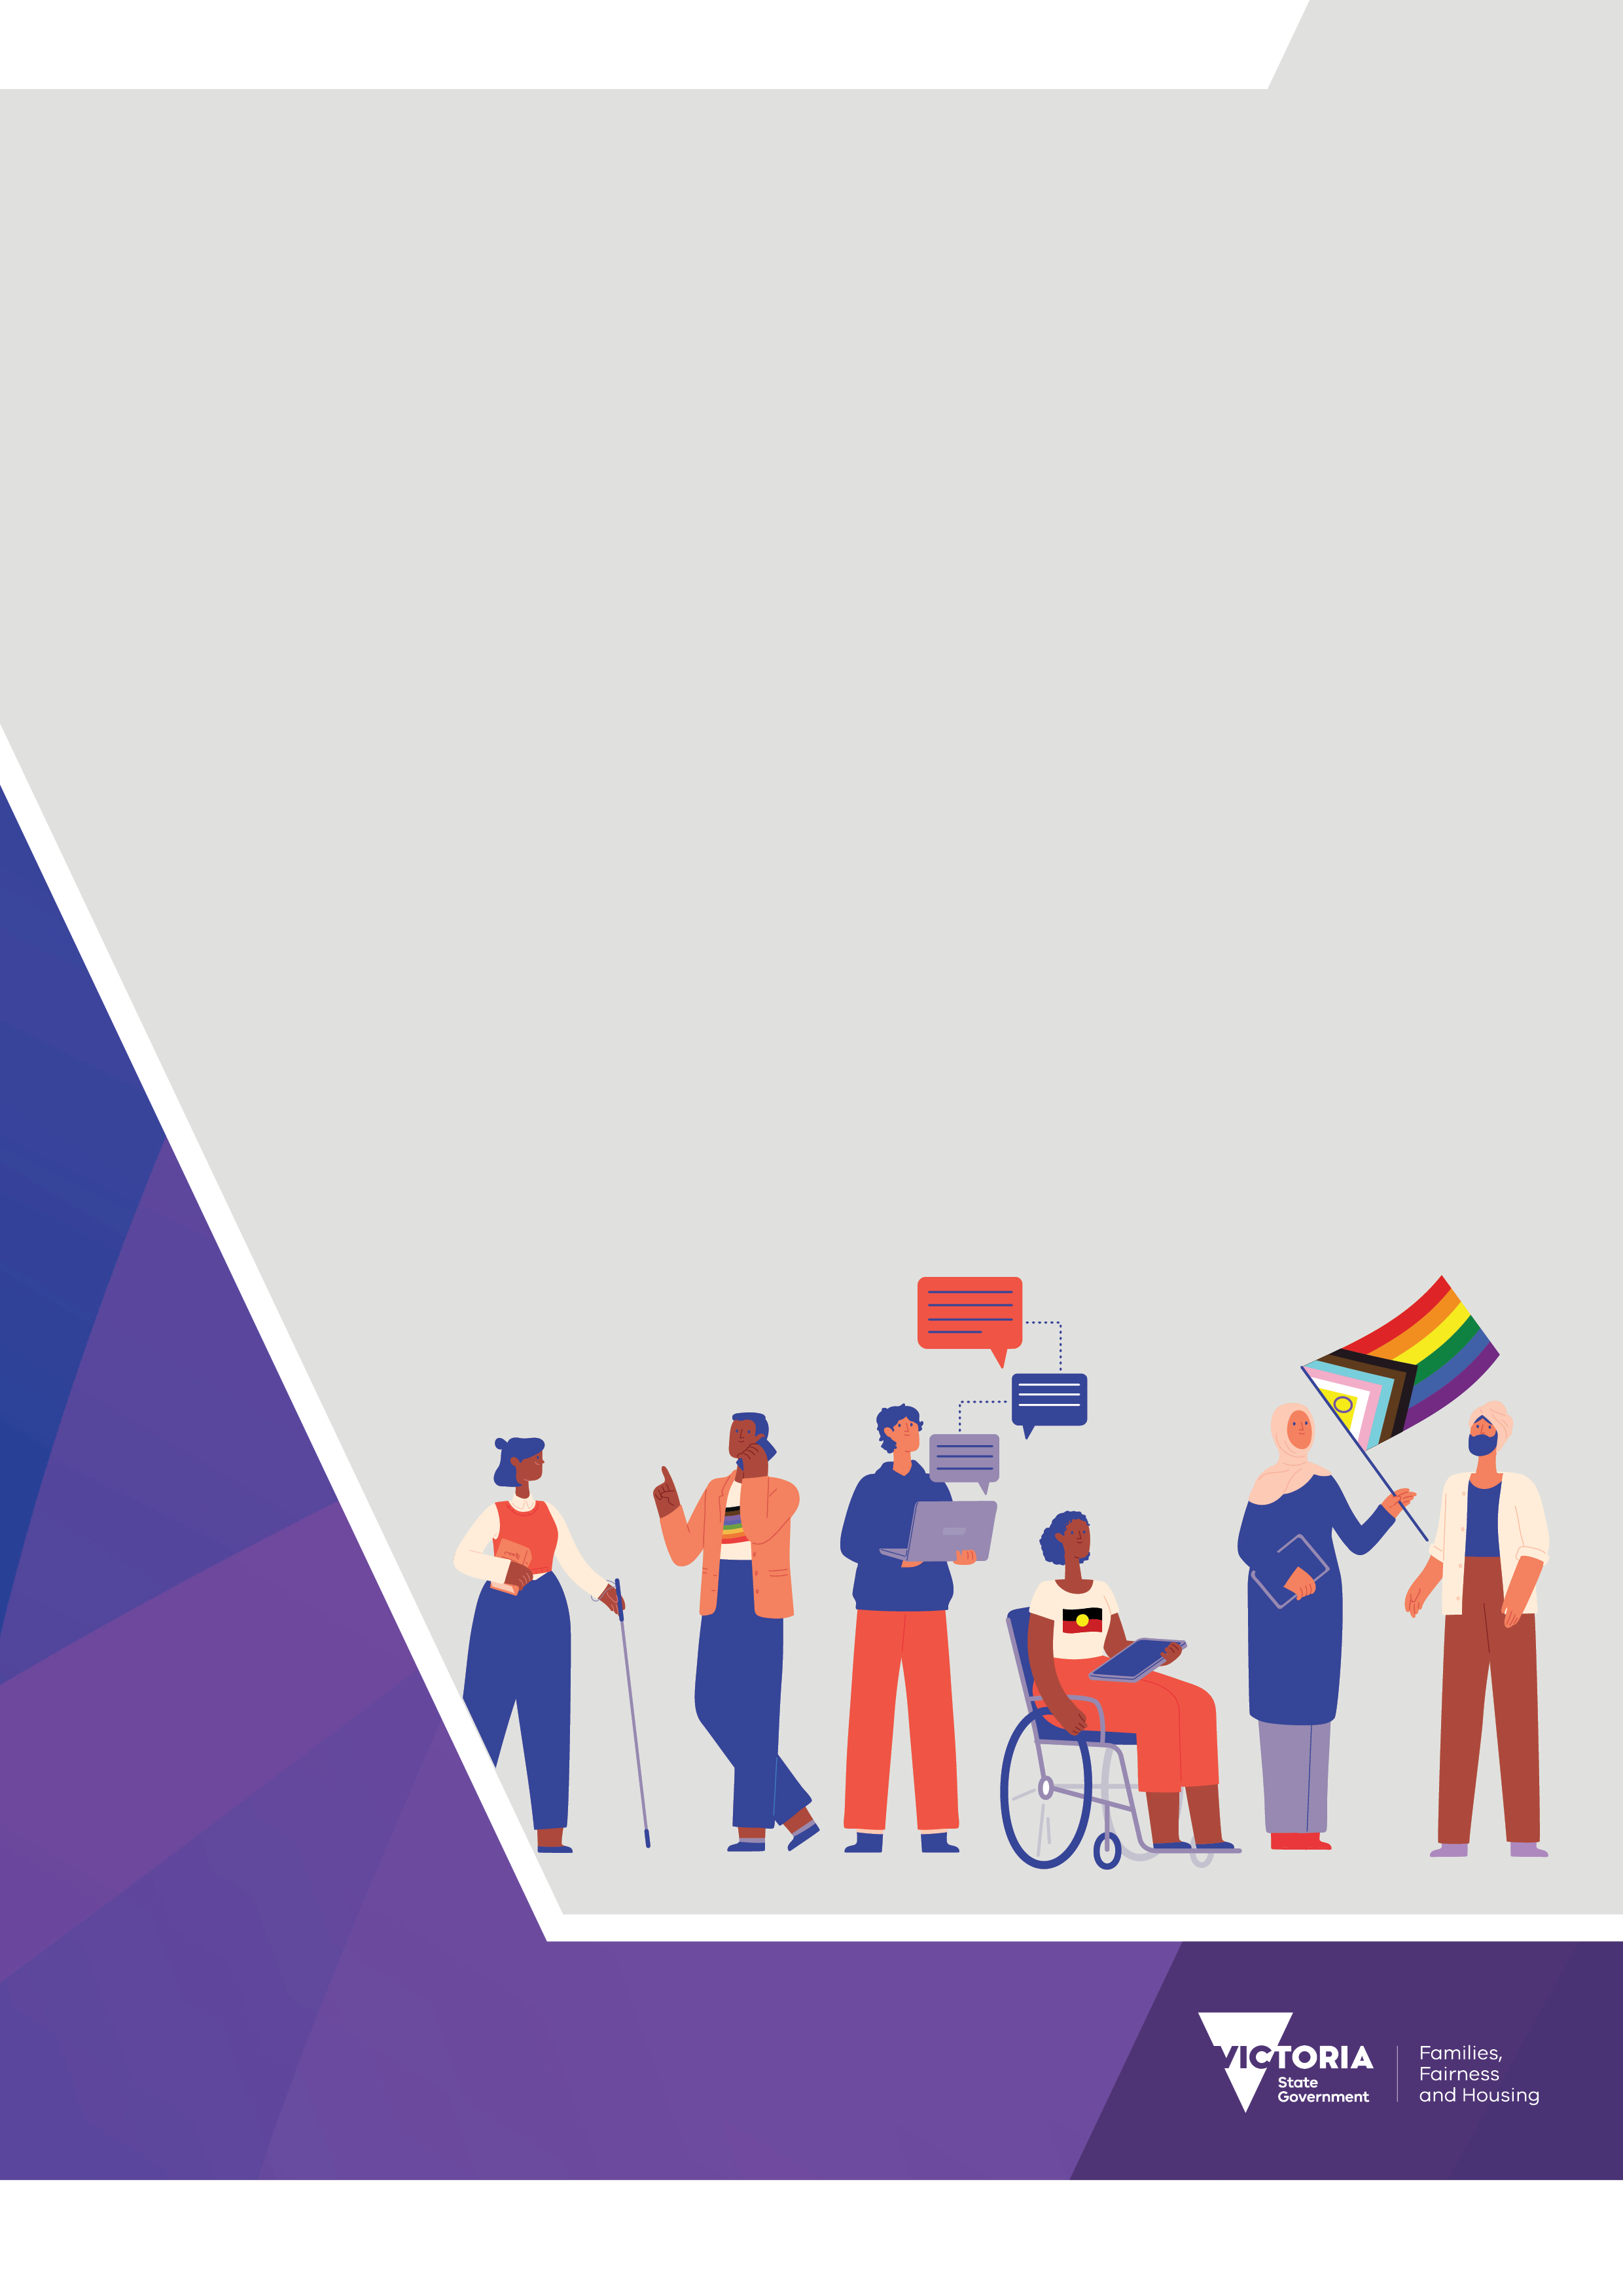 VICTORIA
State
Government
Families,
Fairness
and Housing